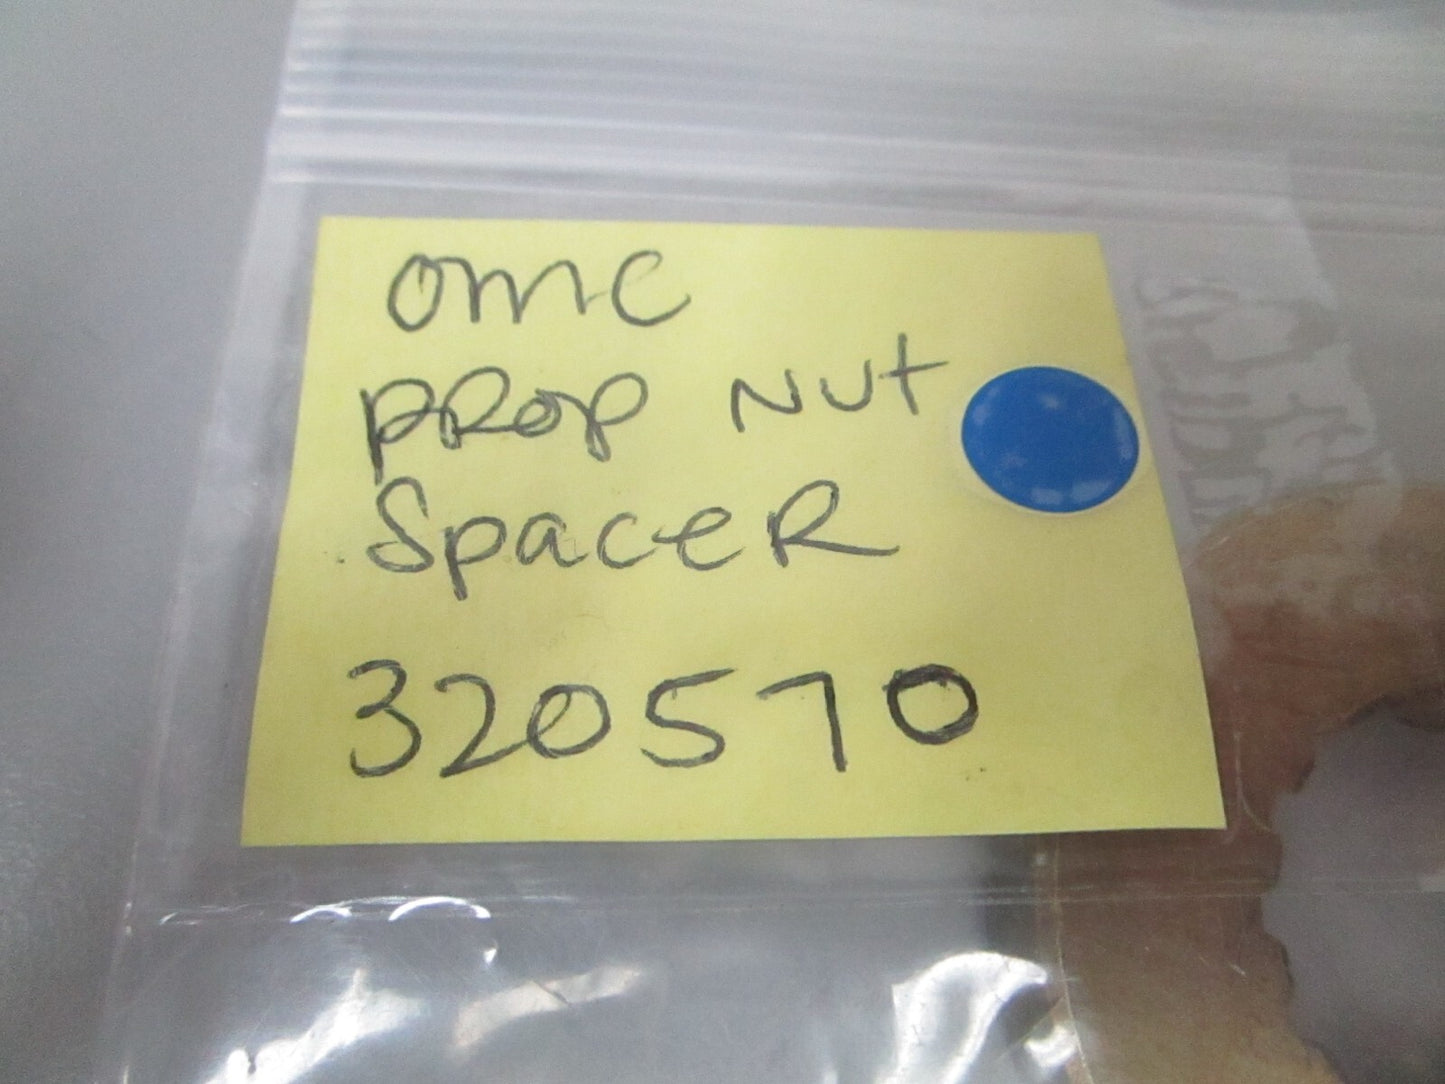 omc
PROP NUt
SpaceR
320570